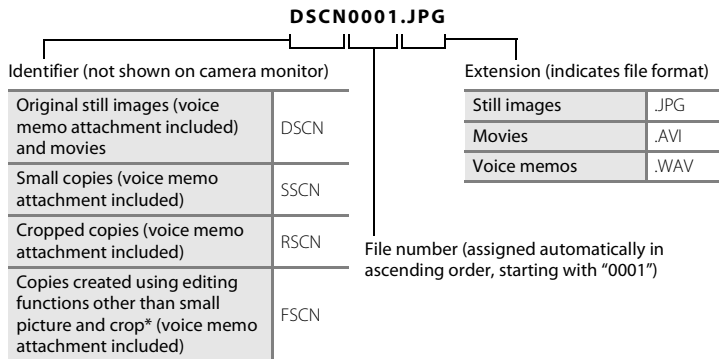 DSCN0001.JPG
Identifier (not shown on camera monitor)
Original still images (voice
memo attachment included)
and movies
DSCN
Small copies (voice memo
attachment included)
SSCN
Cropped copies (voice memo
attachment included)
RSCN
Copies created using editing
functions other than small
picture and crop* (voice memo
attachment included)
FSCN
Extension (indicates file format)
Still images .JPG
Movies .AVI
Voice memos .WAV
File number (assigned automatically in
ascending order, starting with “0001”)